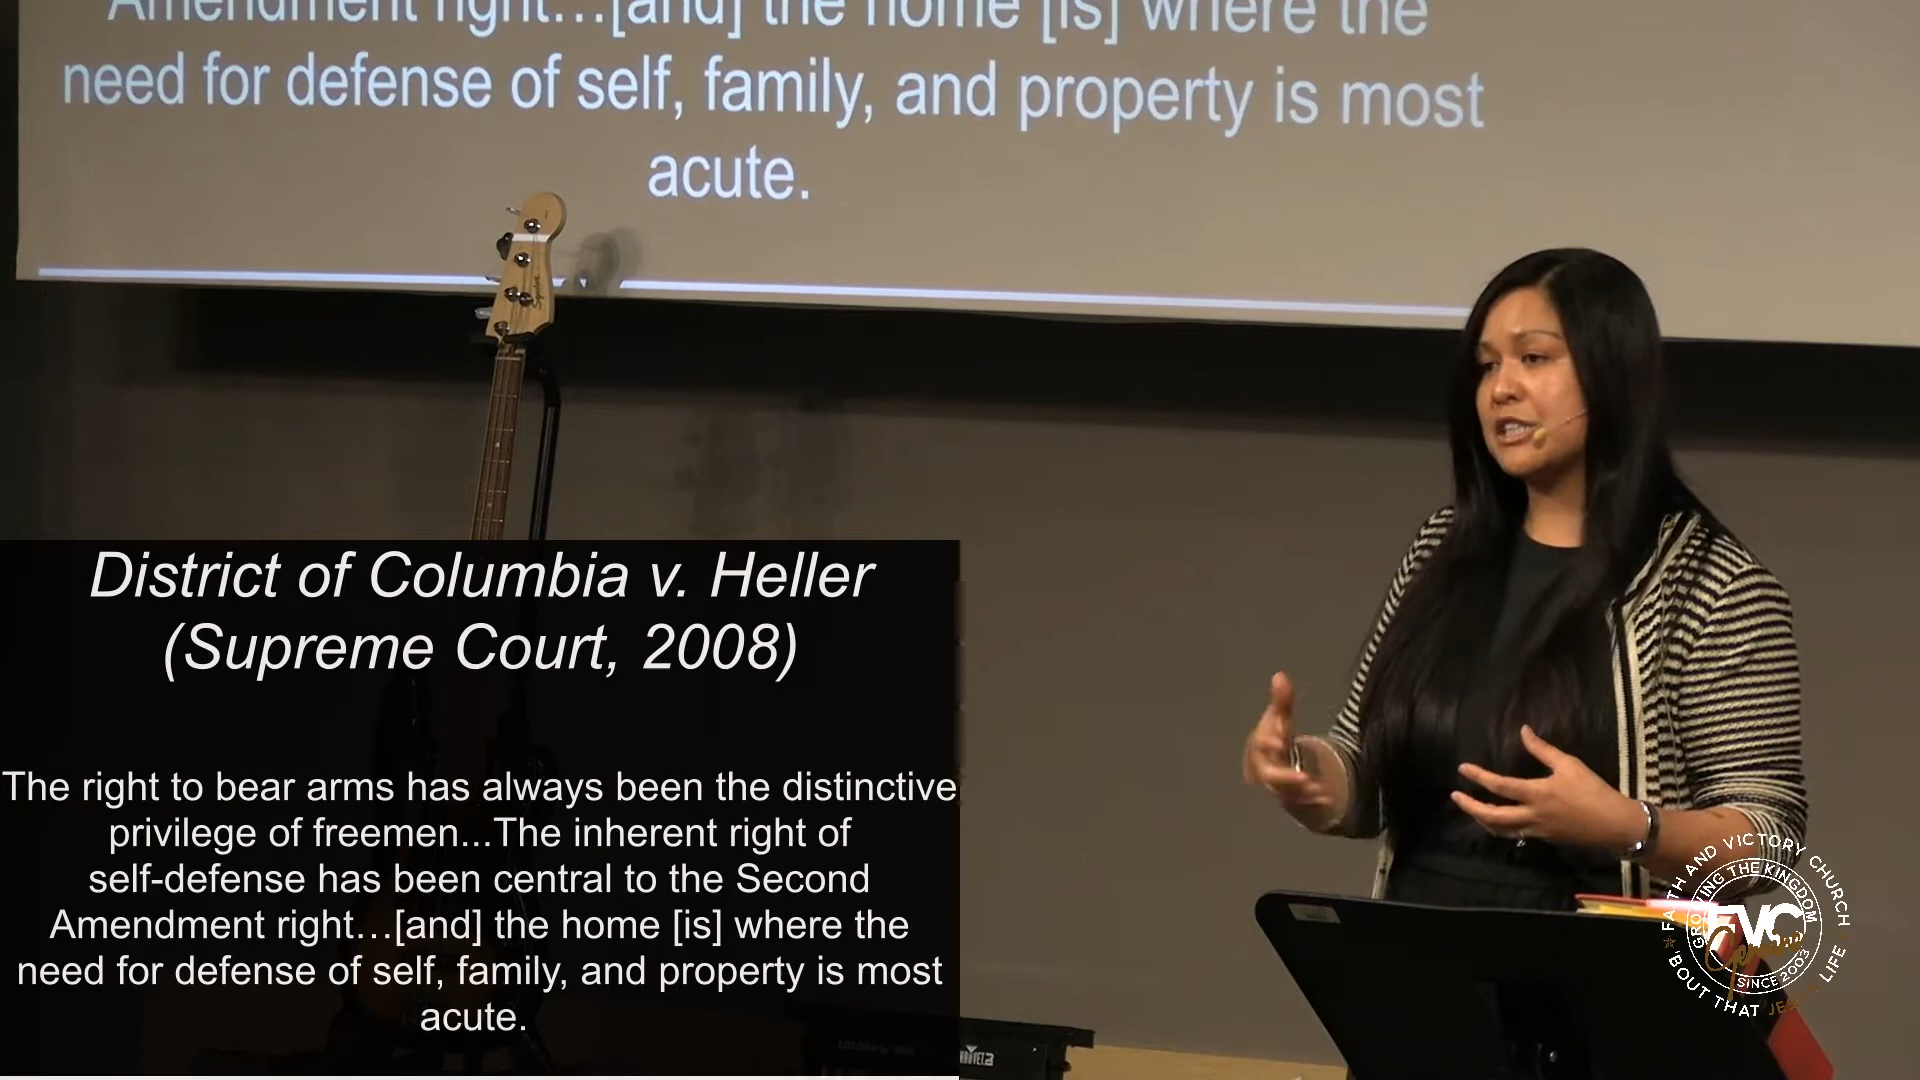 Amendment right…[and] the home [is] where the
need for defense of self, family, and property is most
acute.
Squier
District of Columbia v. Heller
(Supreme Court, 2008)
The right to bear arms has always been the distinctive
privilege of freemen...The inherent right of
self-defense has been central to the Second
Amendment right…[and] the home [is] where the
need for defense of self, family, and property is most
acute.
FAITH AND VICTORY CHURCH
GROWING THE KINGDOM
FVC
SINCE 2003
'BOUT THAT JESUS LIFE